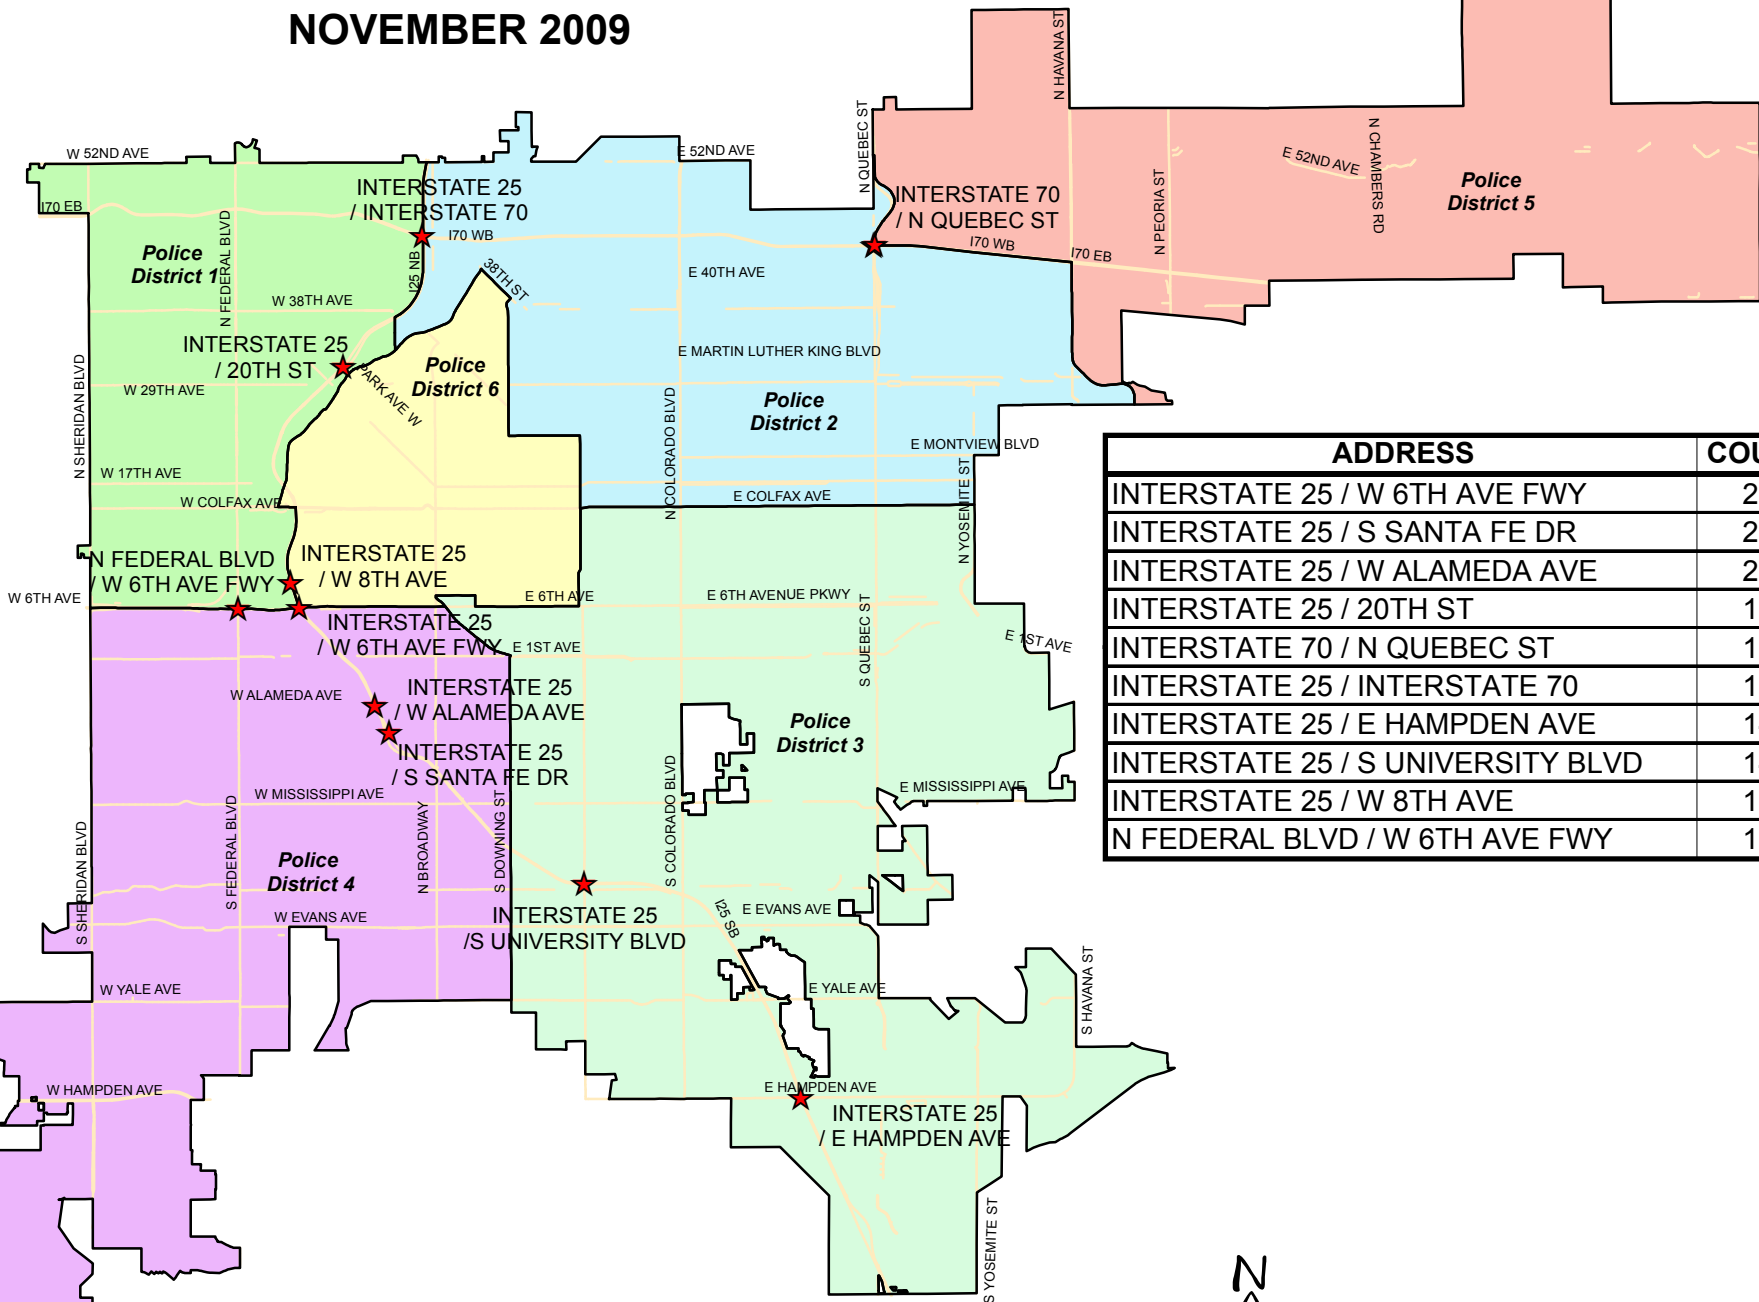 NOVEMBER 2009
W 52ND AVE
E 52ND AVE
N QUEBEC ST
N HAVANA ST
N CHAMBERS RD
E 52ND AVE
N PEORIA ST
Police
District 5
I70 EB
INTERSTATE 25
/ INTERSTATE 70
I70 WB
INTERSTATE 70
/ N QUEBEC ST
I70 WB
I70 EB
Police
District 1
N FEDERAL BLVD
I25 NB
38TH ST
E 40TH AVE
W 38TH AVE
INTERSTATE 25
/ 20TH ST
PARK AVE W
Police
District 6
E MARTIN LUTHER KING BLVD
N SHERIDAN BLVD
W 29TH AVE
Police
District 2
N COLORADO BLVD
E MONTVIEW BLVD
W 17TH AVE
W COLFAX AVE
E COLFAX AVE
N YOSEMITE ST
ADDRESS
INTERSTATE 25 / W 6TH AVE FWY 2
INTERSTATE 25 / S SANTA FE DR 2
INTERSTATE 25 / W ALAMEDA AVE 2
INTERSTATE 25 / 20TH ST 1
INTERSTATE 70 / N QUEBEC ST 1
INTERSTATE 25 / INTERSTATE 70 1
INTERSTATE 25 / E HAMPDEN AVE 1
INTERSTATE 25 / S UNIVERSITY BLVD 1
INTERSTATE 25 / W 8TH AVE 1
N FEDERAL BLVD / W 6TH AVE FWY 1
N FEDERAL BLVD
/ W 6TH AVE FWY
INTERSTATE 25
/ W 8TH AVE
W 6TH AVE
E 6TH AVE
E 6TH AVENUE PKWY
INTERSTATE 25
/ W 6TH AVE FWY
E 1ST AVE
S QUEBEC ST
E 1ST AVE
W ALAMEDA AVE
INTERSTATE 25
/ W ALAMEDA AVE
INTERSTATE 25
/ S SANTA FE DR
Police
District 3
W MISSISSIPPI AVE
E MISSISSIPPI AVE
S SHERIDAN BLVD
S FEDERAL BLVD
N BROADWAY
S DOWNING ST
S COLORADO BLVD
Police
District 4
W EVANS AVE
INTERSTATE 25
/S UNIVERSITY BLVD
I25 SB
E EVANS AVE
W YALE AVE
E YALE AVE
S HAVANA ST
W HAMPDEN AVE
E HAMPDEN AVE
INTERSTATE 25
/ E HAMPDEN AVE
S YOSEMITE ST
N